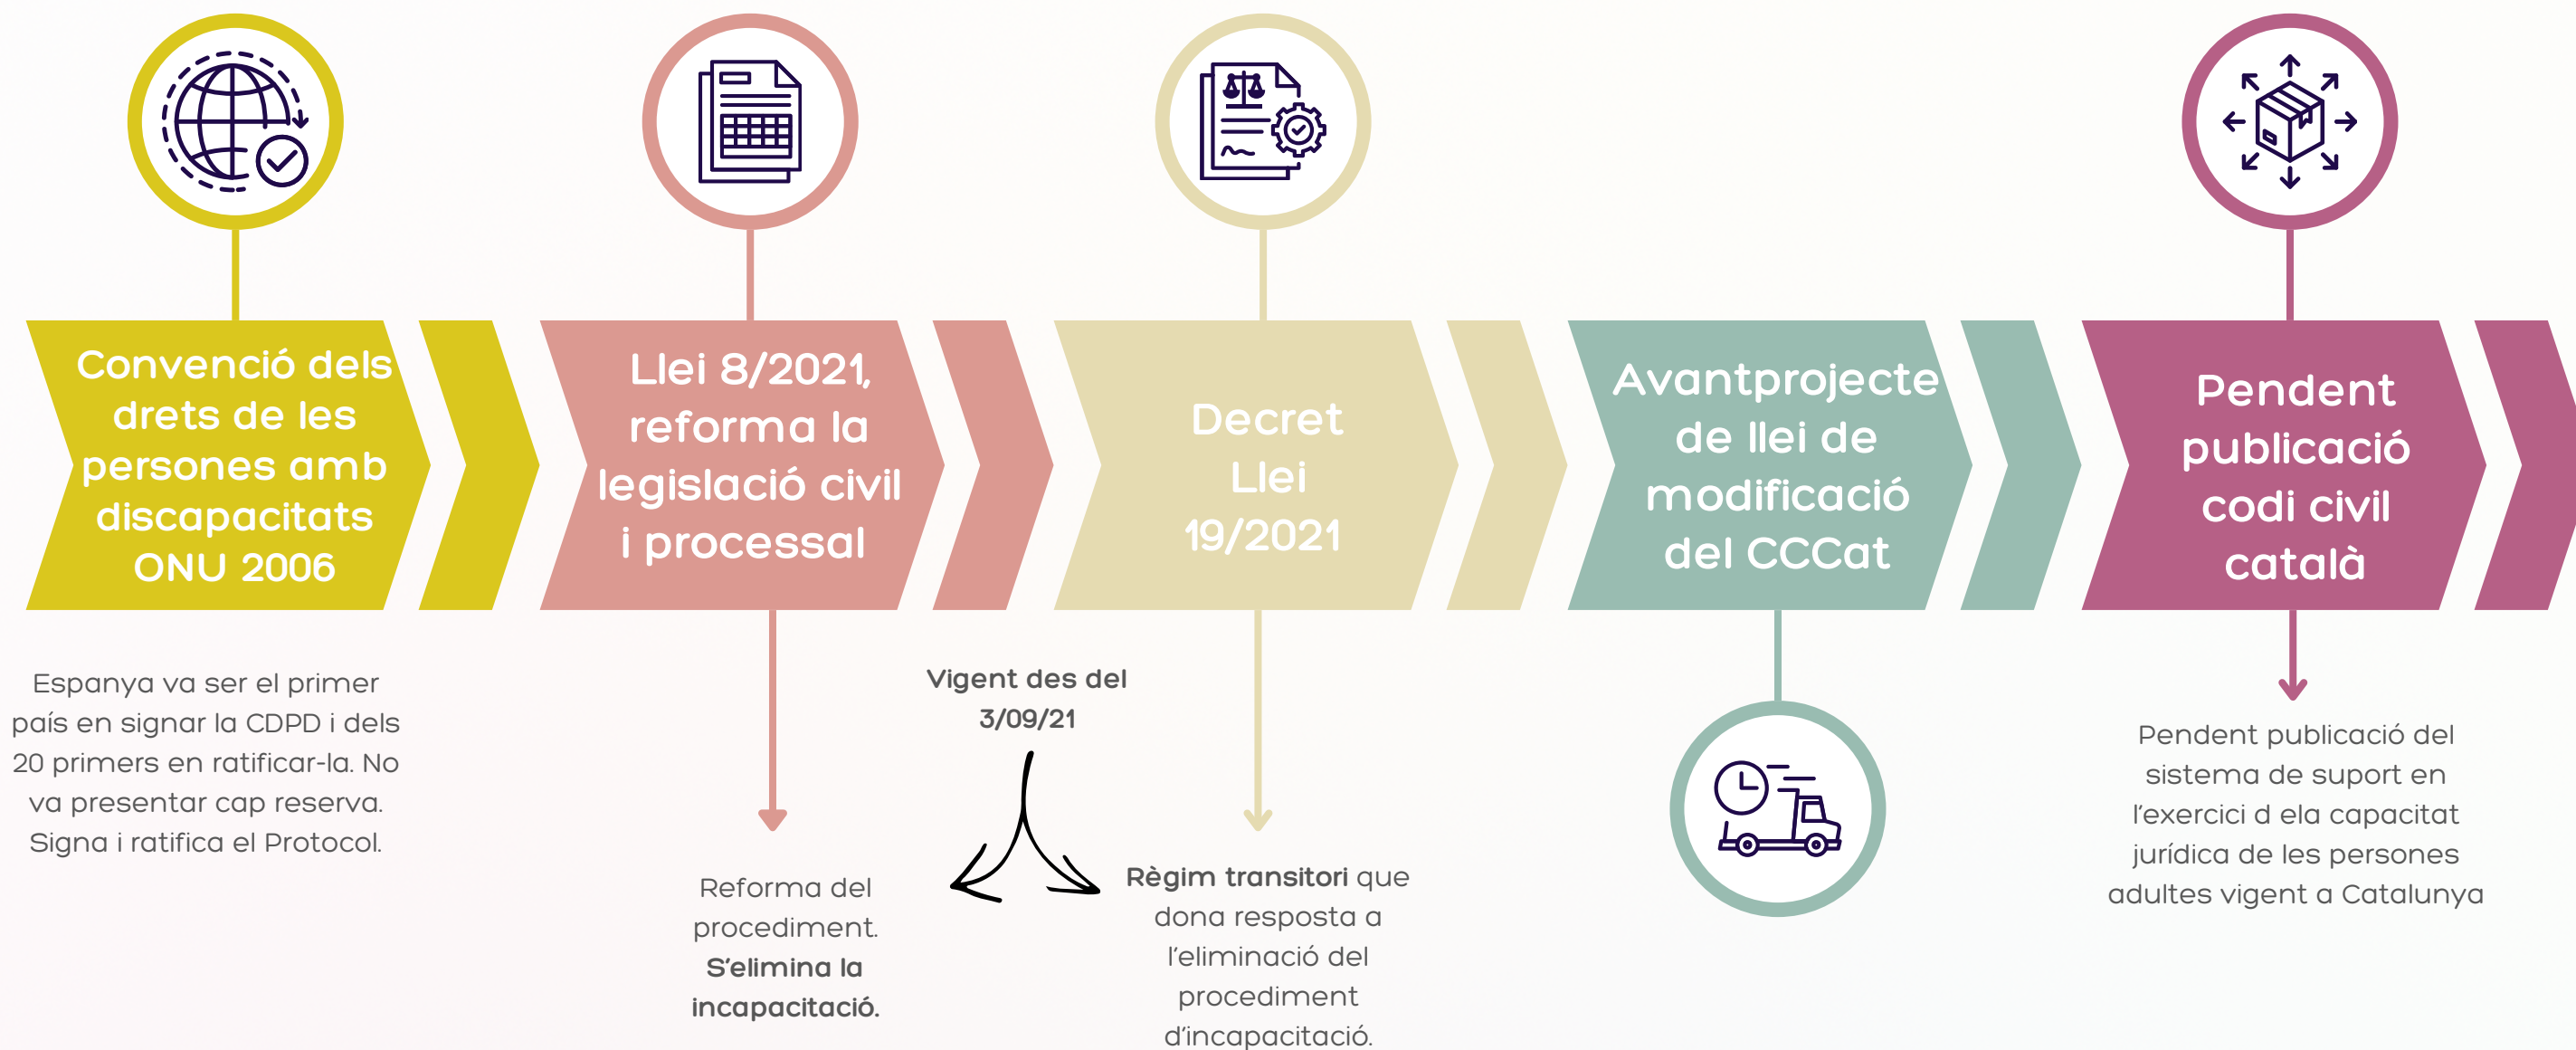 Convenció dels
drets de les
persones amb
discapacitats
ONU 2006
Llei 8/2021,
reforma la
legislació civil
i processal
Decret
Llei
19/2021
Avantprojecte
de llei de
modificació
del CCCat
Pendent
publicació
codi civil
català
Espanya va ser el primer
país en signar la CDPD i dels
20 primers en ratificar-la. No
va presentar cap reserva.
Signa i ratifica el Protocol.
Vigent des del
3/09/21
Reforma del
procediment.
S'elimina la
incapacitació.
Règim transitori que
dona resposta a
l'eliminació del
procediment
d'incapacitació.
Pendent publicació del
sistema de suport en
l'exercici d ela capacitat
jurídica de les persones
adultes vigent a Catalunya